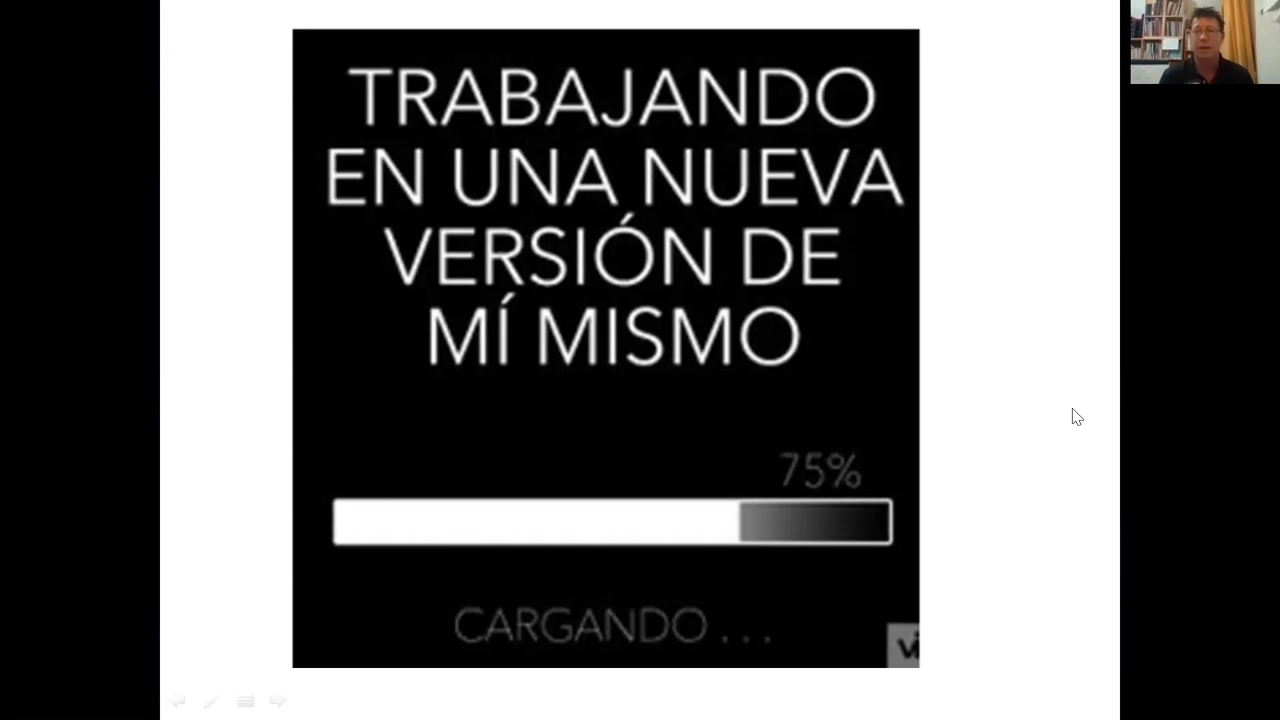 TRABAJANDO
EN UNA NUEVA
VERSIÓN DE
MÍ MISMO
75%
CARGANDO...